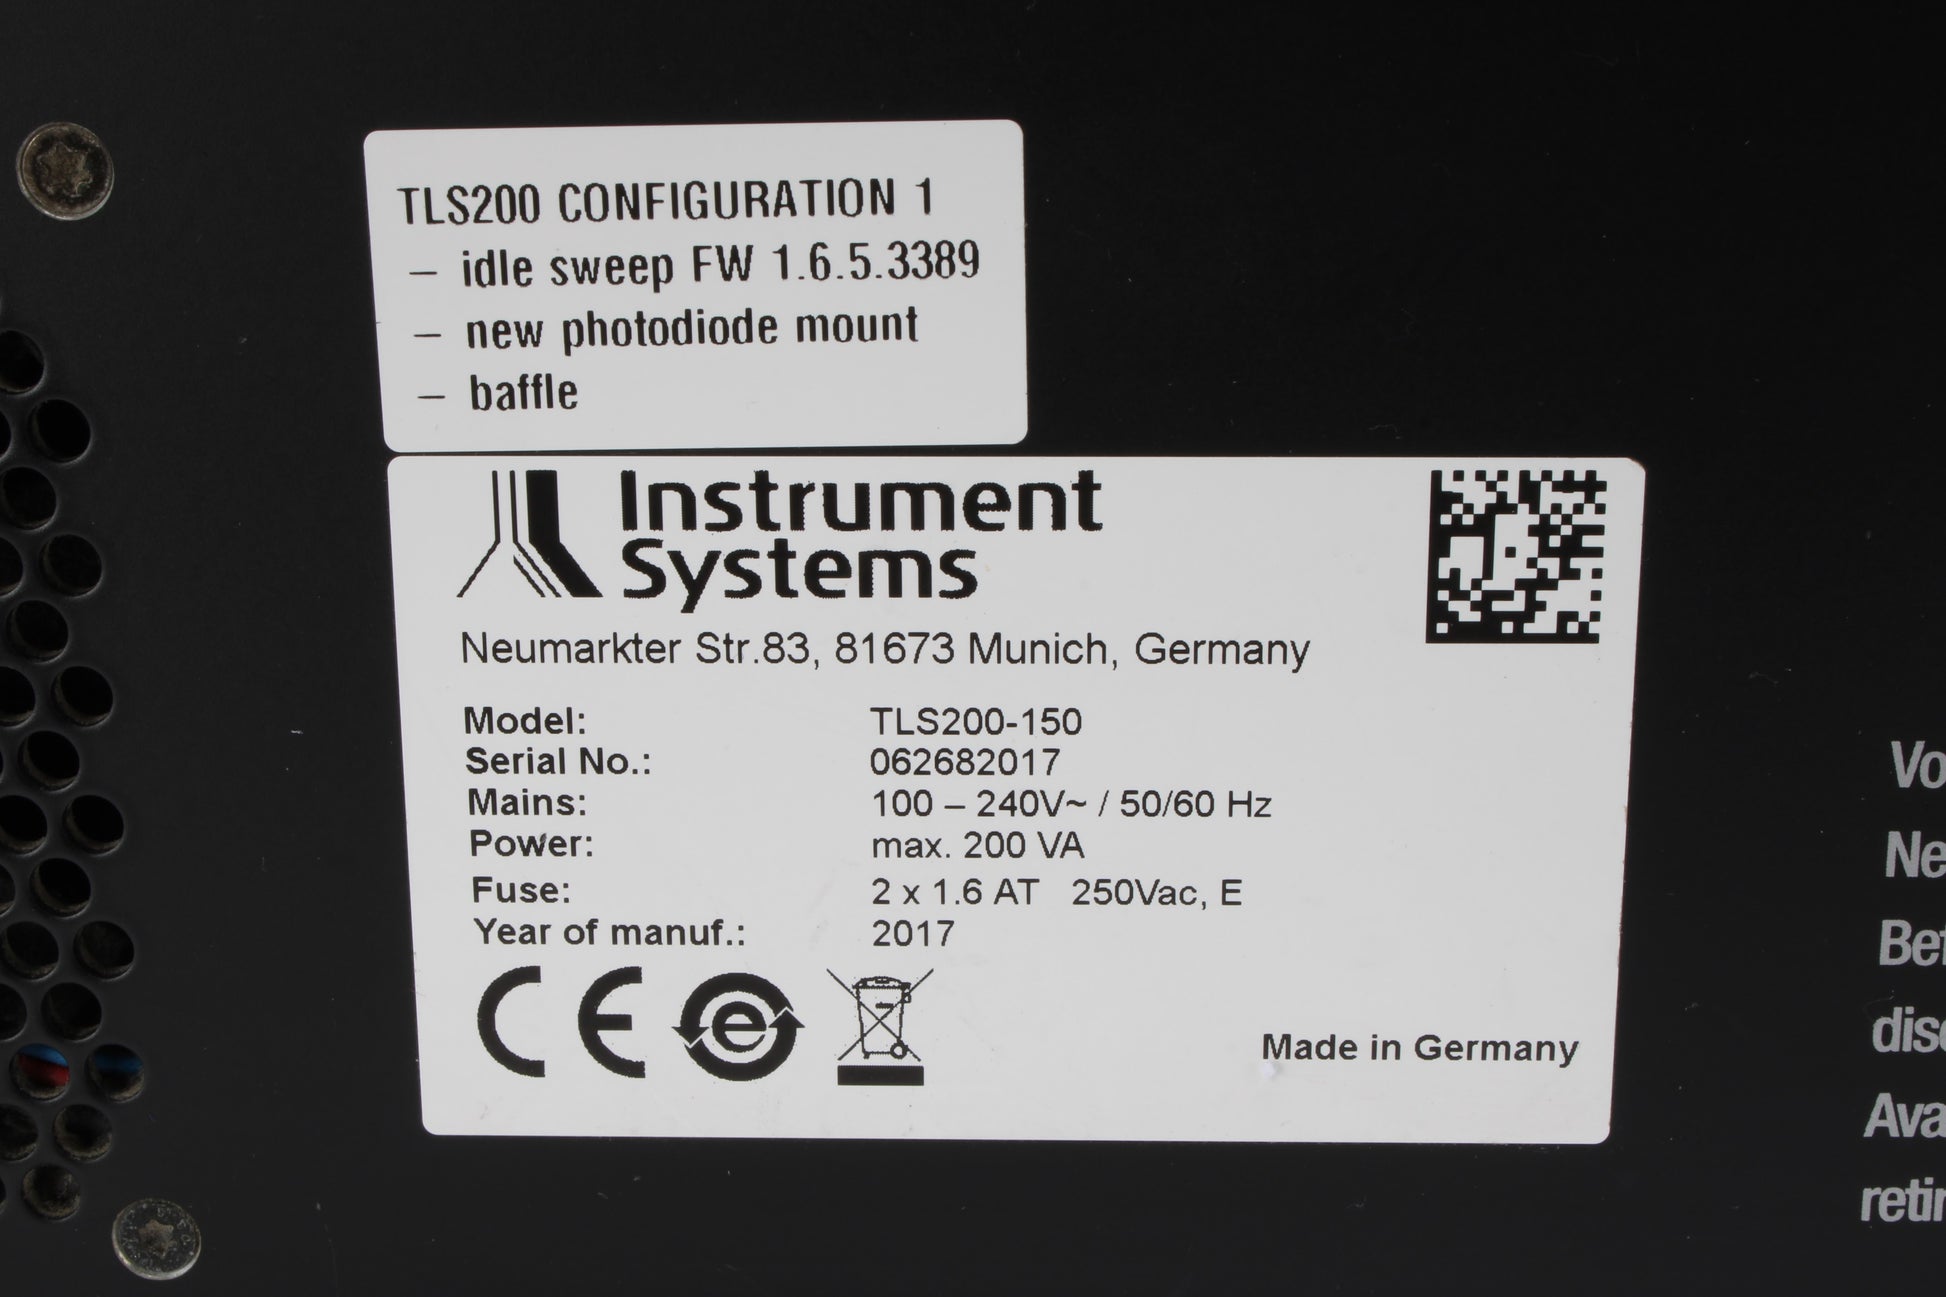 TLS200 CONFIGURATION 1
– idle sweep FW 1.6.5.3389
– new photodiode mount
– baffle
Instrument
Systems
Neumarkter Str.83, 81673 Munich, Germany
Model: TLS200-150
Serial No.: 062682017
Mains: 100 – 240V~ / 50/60 Hz
Power: max. 200 VA
Fuse: 2 x 1.6 AT 250Vac, E
Year of manuf.: 2017
CE e
Made in Germany